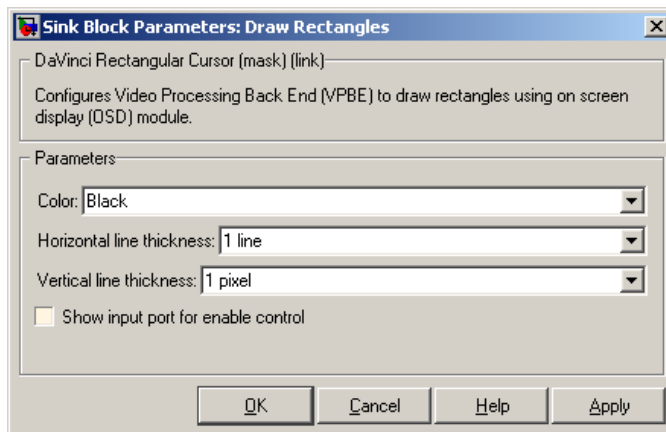 Sink Block Parameters: Draw Rectangles
DaVinci Rectangular Cursor (mask) (link)
Configures Video Processing Back End (VPBE) to draw rectangles using on screen
display (OSD) module.
Parameters
Color: Black
Horizontal line thickness: 1 line
Vertical line thickness: 1 pixel
Show input port for enable control
OK Cancel Help Apply